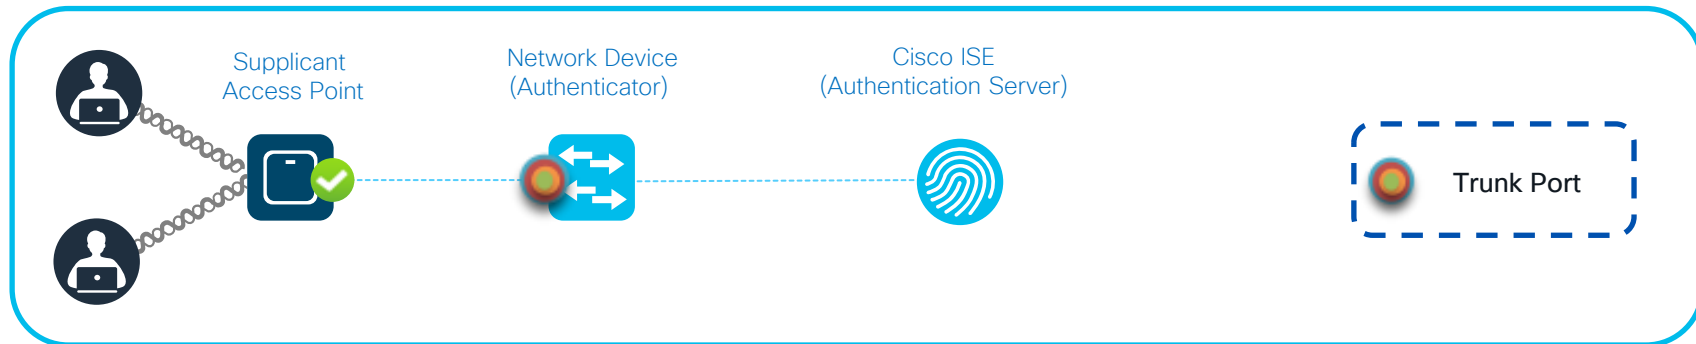 Supplicant
Access Point
Network Device
(Authenticator)
Cisco ISE
(Authentication Server)
Trunk Port